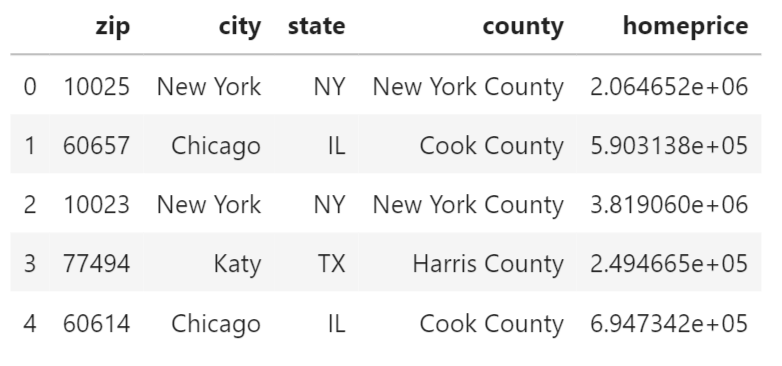 zip city state county homeprice
0 10025 New York NY New York County 2.064652e+06
1 60657 Chicago IL Cook County 5.903138e+05
2 10023 New York NY New York County 3.819060e+06
3 77494 Katy TX Harris County 2.494665e+05
4 60614 Chicago IL Cook County 6.947342e+05